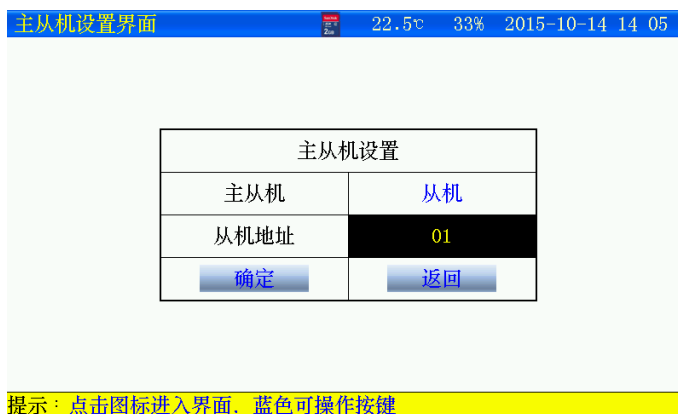 主从机设置界面 SanDisk 2GB 22.5℃ 33% 2015-10-14 14 05
主从机设置
主从机 从机
从机地址 01
确定 返回
提示：点击图标进入界面．蓝色可操作按键